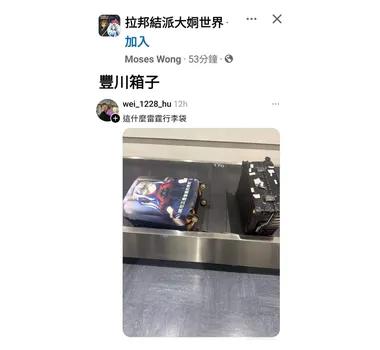 拉邦結派大姛世界·
加入
Moses Wong · 53分鐘 ·
豐川箱子
wei_1228_hu 12h
這什麼雷霆行李袋